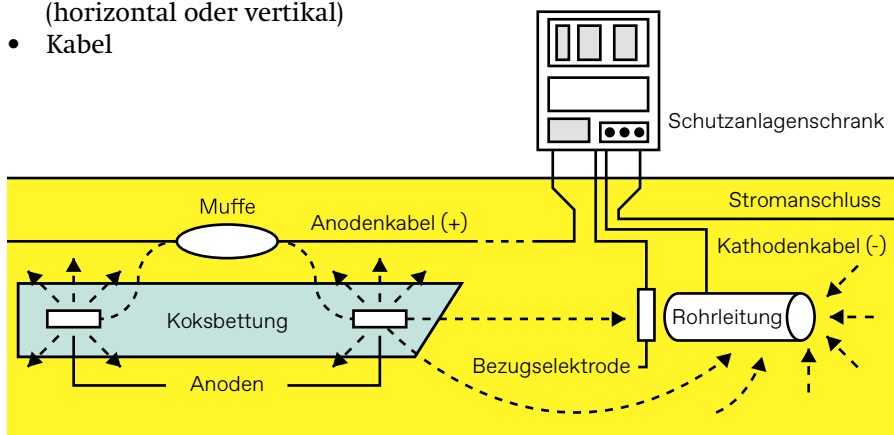 (horizontal oder vertikal)
• Kabel
Schutzanlagenschrank
Muffe
Anodenkabel (+)
Stromanschluss
Kathodenkabel (-)
Koksbettung
Rohrleitung
Bezugselektrode
Anoden